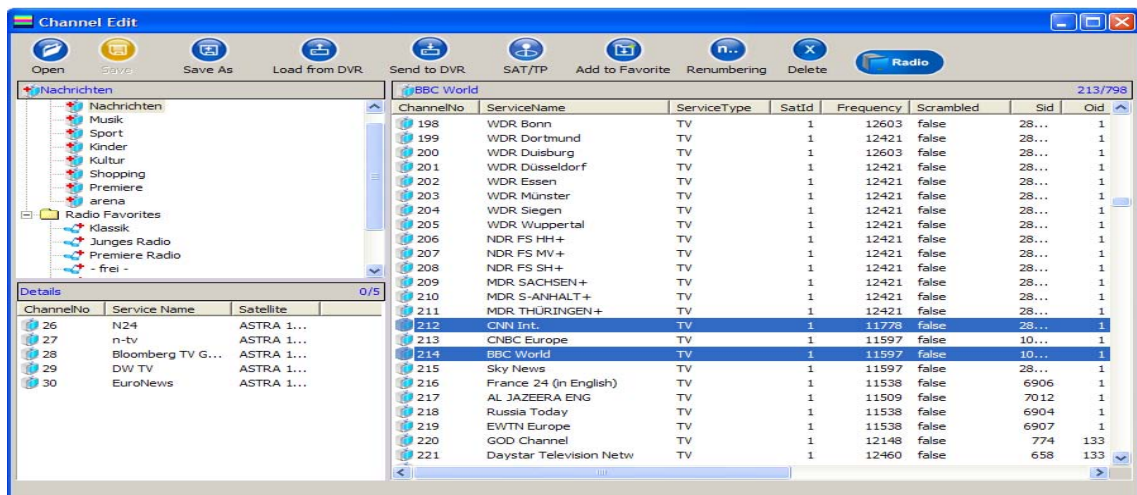 Channel Edit
Open Save Save As Load from DVR Send to DVR SAT/TP Add to Favorite Renumbering Delete Radio
Nachrichten
Nachrichten
Musik
Sport
Kinder
Kultur
Shopping
Premiere
arena
Radio Favorites
Klassik
Junges Radio
Premiere Radio
- frei -
Details 0/5
ChannelNo Service Name Satellite
26 N24 ASTRA 1...
27 n-tv ASTRA 1...
28 Bloomberg TV G... ASTRA 1...
29 DW TV ASTRA 1...
30 EuroNews ASTRA 1...
BBC World 213/798
ChannelNo ServiceName ServiceType SatId Frequency Scrambled Sid Oid
198 WDR Bonn TV 1 12603 false 28... 1
199 WDR Dortmund TV 1 12421 false 28... 1
200 WDR Duisburg TV 1 12603 false 28... 1
201 WDR Düsseldorf TV 1 12421 false 28... 1
202 WDR Essen TV 1 12421 false 28... 1
203 WDR Münster TV 1 12421 false 28... 1
204 WDR Siegen TV 1 12421 false 28... 1
205 WDR Wuppertal TV 1 12421 false 28... 1
206 NDR FS HH+ TV 1 12421 false 28... 1
207 NDR FS MV+ TV 1 12421 false 28... 1
208 NDR FS SH+ TV 1 12421 false 28... 1
209 MDR SACHSEN+ TV 1 12421 false 28... 1
210 MDR S-ANHALT+ TV 1 12421 false 28... 1
211 MDR THÜRINGEN+ TV 1 12421 false 28... 1
212 CNN Int. TV 1 11778 false 28... 1
213 CNBC Europe TV 1 11597 false 10... 1
214 BBC World TV 1 11597 false 10... 1
215 Sky News TV 1 11597 false 28... 1
216 France 24 (in English) TV 1 11538 false 6906 1
217 AL JAZEERA ENG TV 1 11509 false 7012 1
218 Russia Today TV 1 11538 false 6904 1
219 EWTN Europe TV 1 11538 false 6907 1
220 GOD Channel TV 1 12148 false 774 133
221 Daystar Television Netw TV 1 12460 false 658 133